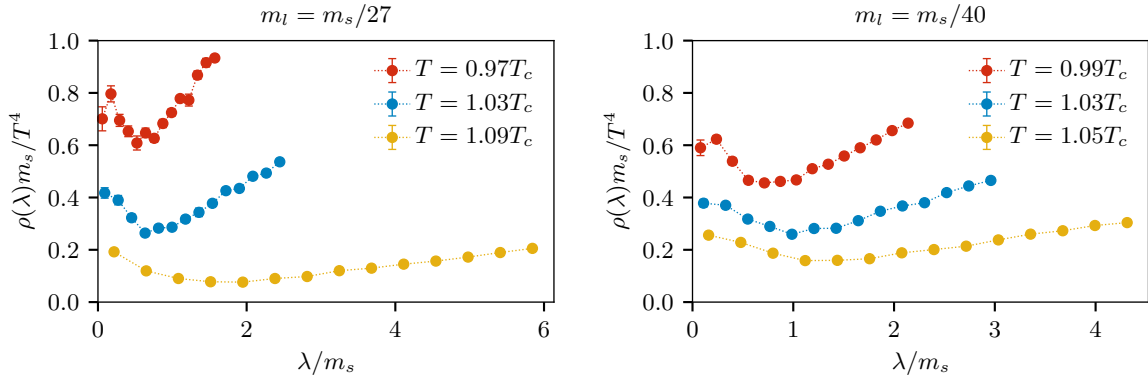 m_l = m_s/27
ρ(λ)m_s/T^4
1.0
0.8
0.6
0.4
0.2
0.0
T = 0.97T_c
T = 1.03T_c
T = 1.09T_c
0 2 4 6
λ/m_s
m_l = m_s/40
ρ(λ)m_s/T^4
1.0
0.8
0.6
0.4
0.2
0.0
T = 0.99T_c
T = 1.03T_c
T = 1.05T_c
0 1 2 3 4
λ/m_s